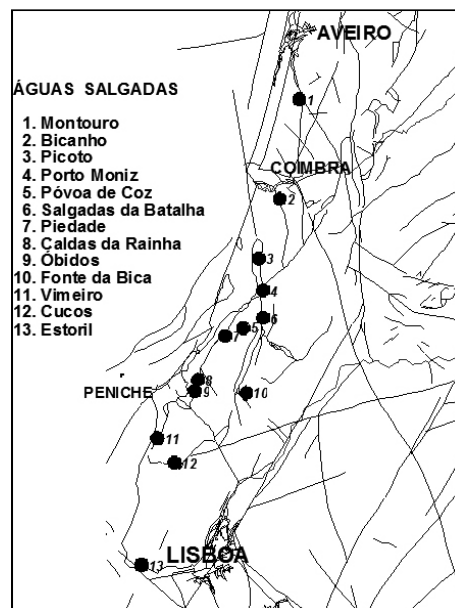 AVEIRO
ÁGUAS SALGADAS
1. Montouro
2. Bicanho
3. Picoto
4. Porto Moniz
5. Póvoa de Coz
6. Salgadas da Batalha
7. Piedade
8. Caldas da Rainha
9. Óbidos
10. Fonte da Bica
11. Vimeiro
12. Cucos
13. Estoril
1
COIMBRA
2
3
4
6
5
7
8
PENICHE
9
10
11
12
LISBOA
13